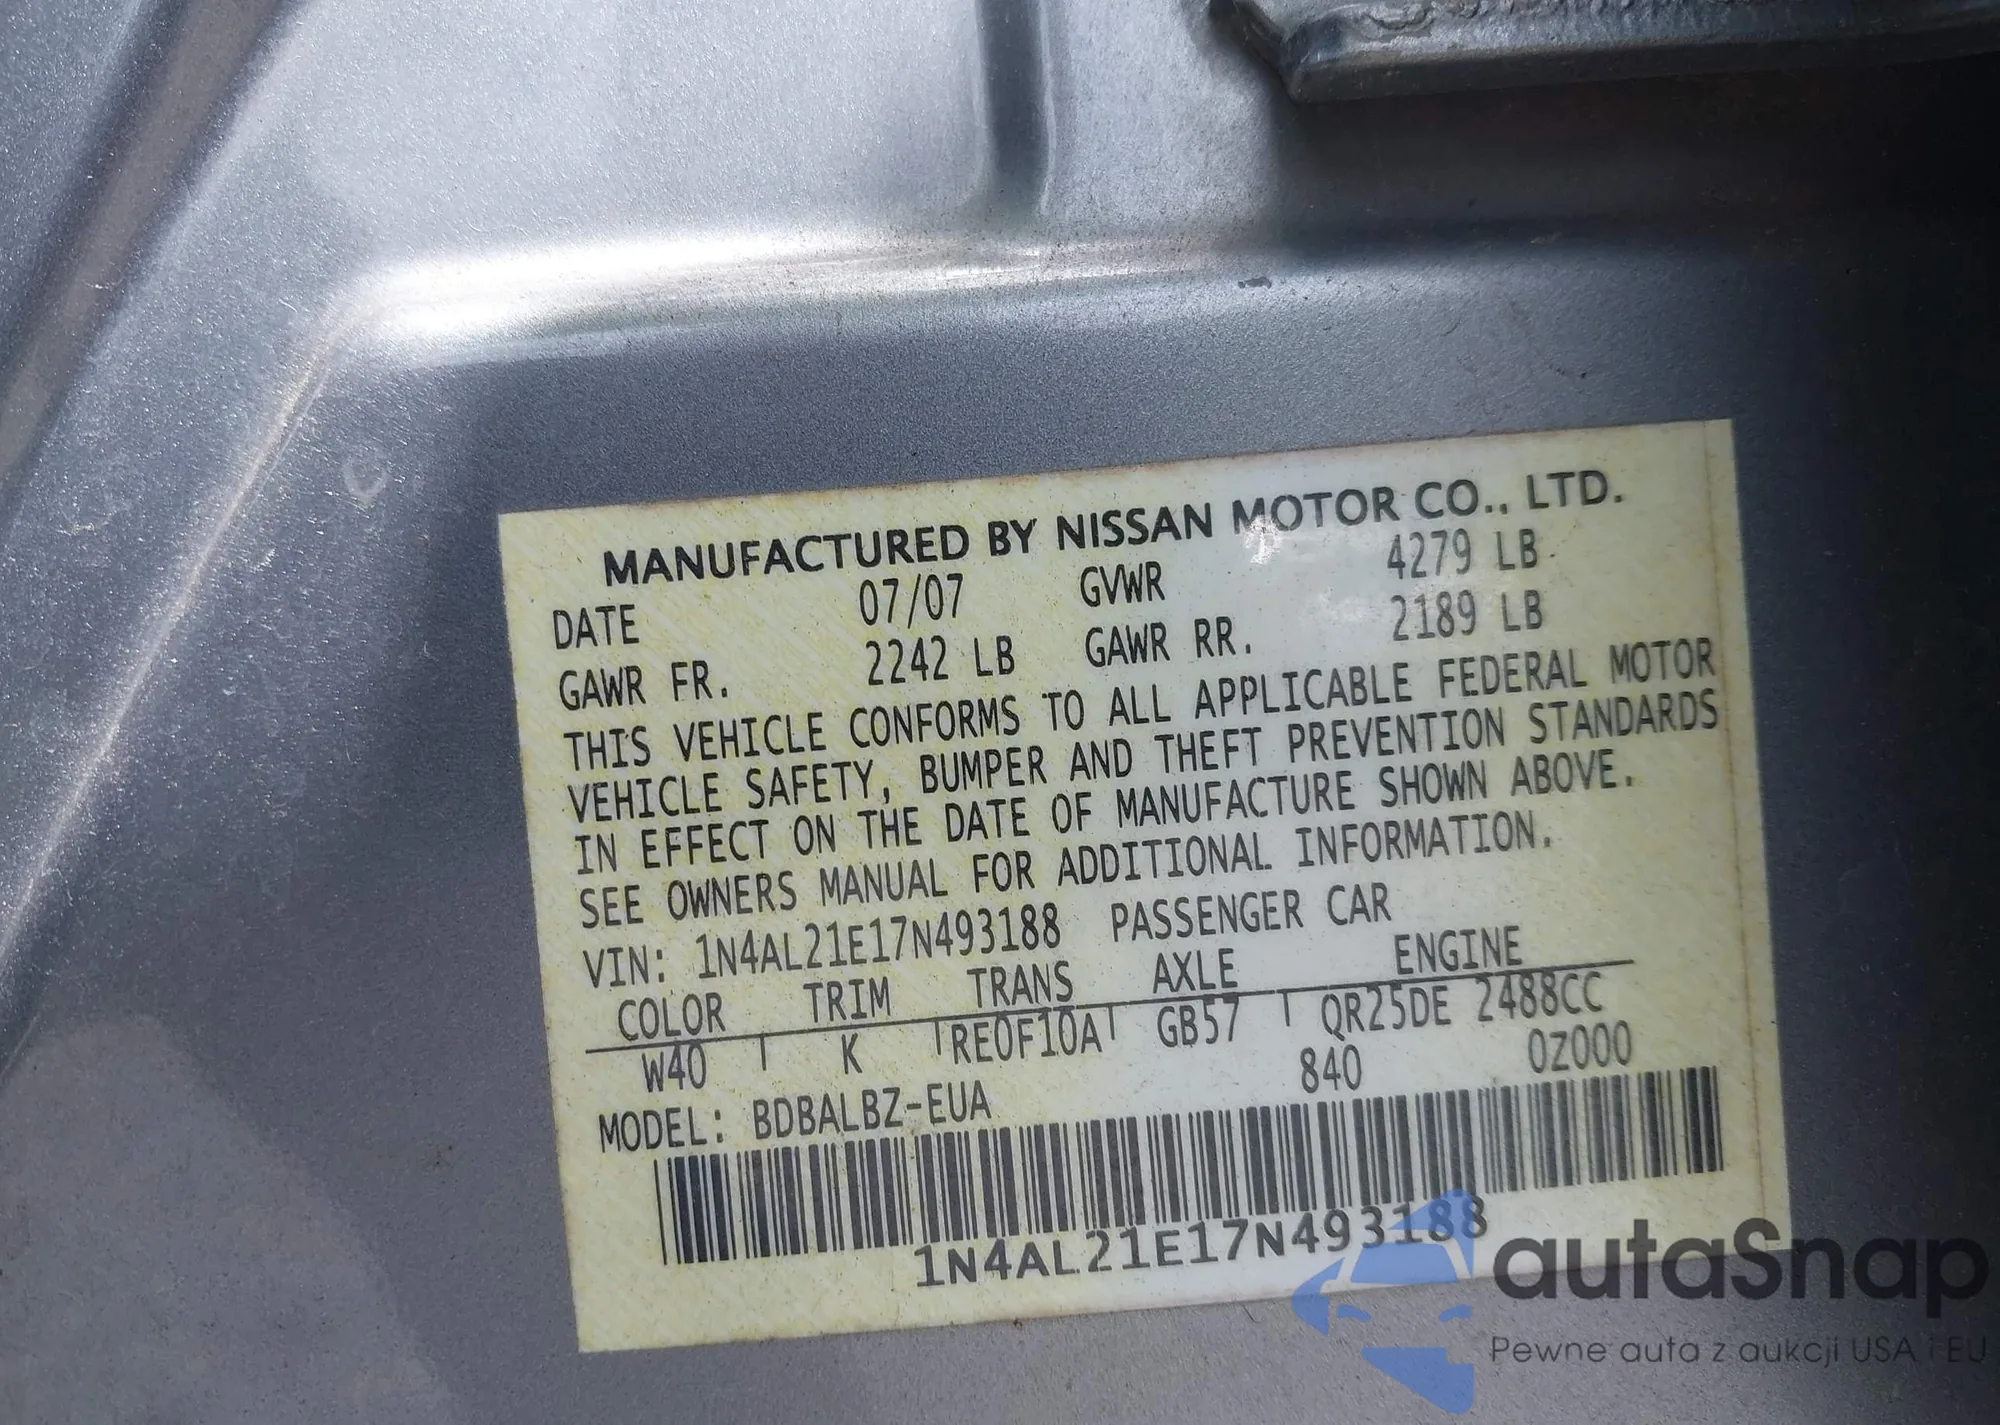 MANUFACTURED BY NISSAN MOTOR CO., LTD.
DATE 07/07 GVWR 4279 LB
GAWR FR. 2242 LB GAWR RR. 2189 LB
THIS VEHICLE CONFORMS TO ALL APPLICABLE FEDERAL MOTOR
VEHICLE SAFETY, BUMPER AND THEFT PREVENTION STANDARDS
IN EFFECT ON THE DATE OF MANUFACTURE SHOWN ABOVE.
SEE OWNERS MANUAL FOR ADDITIONAL INFORMATION.
VIN: 1N4AL21E17N493188 PASSENGER CAR
COLOR TRIM TRANS AXLE ENGINE
W40 K RE0F10A GB57 QR25DE 2488CC
840 0Z000
MODEL: BDBALBZ-EUA
1N4AL21E17N493188
autaSnap
Pewne auta z aukcji USA i EU